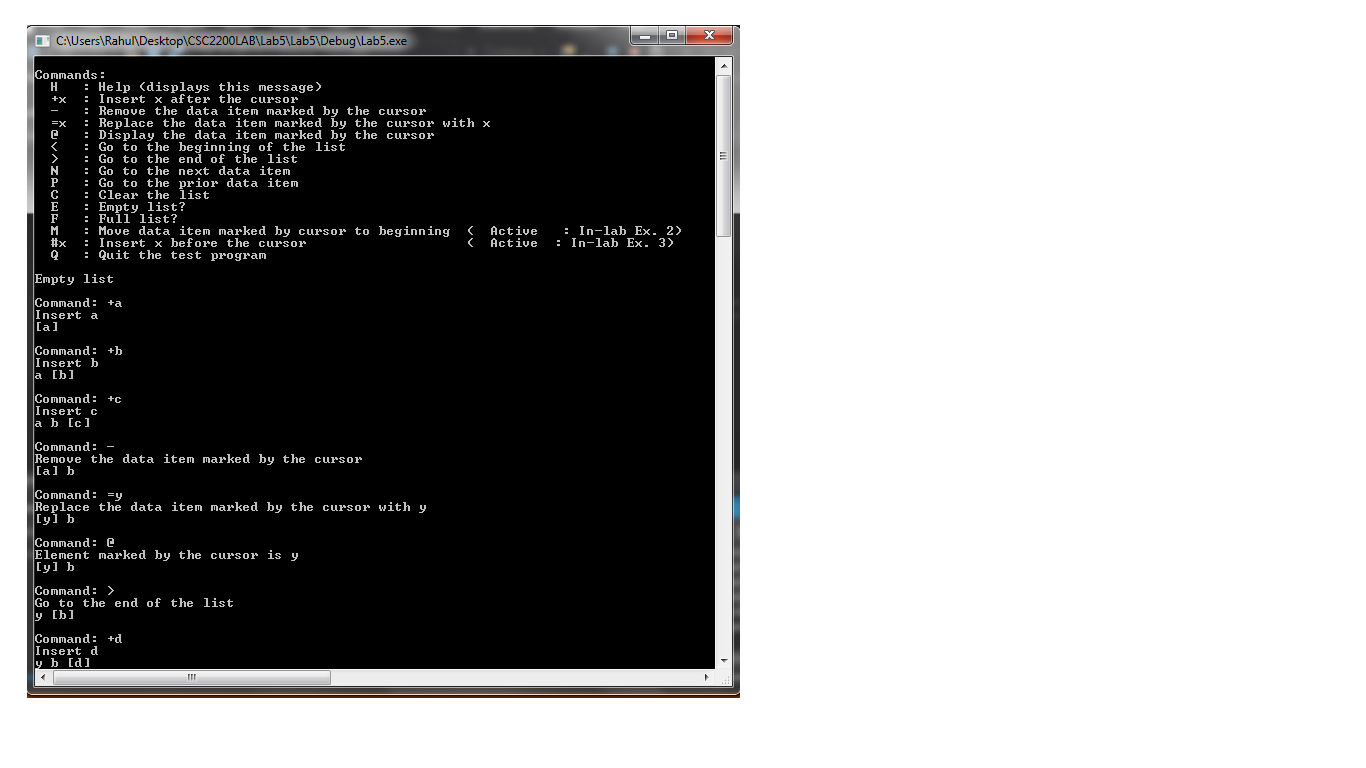 C:\Users\Rahul\Desktop\CSC2200LAB\Lab5\Lab5\Debug\Lab5.exe
Commands:
H : Help (displays this message)
+x : Insert x after the cursor
- : Remove the data item marked by the cursor
=x : Replace the data item marked by the cursor with x
@ : Display the data item marked by the cursor
< : Go to the beginning of the list
> : Go to the end of the list
N : Go to the next data item
P : Go to the prior data item
C : Clear the list
E : Empty list?
F : Full list?
M : Move data item marked by cursor to beginning ( Active : In-lab Ex. 2)
#x : Insert x before the cursor ( Active : In-lab Ex. 3)
Q : Quit the test program
Empty list
Command: +a
Insert a
[a]
Command: +b
Insert b
a [b]
Command: +c
Insert c
a b [c]
Command: -
Remove the data item marked by the cursor
[a] b
Command: =y
Replace the data item marked by the cursor with y
[y] b
Command: @
Element marked by the cursor is y
[y] b
Command: >
Go to the end of the list
y [b]
Command: +d
Insert d
y b [d]